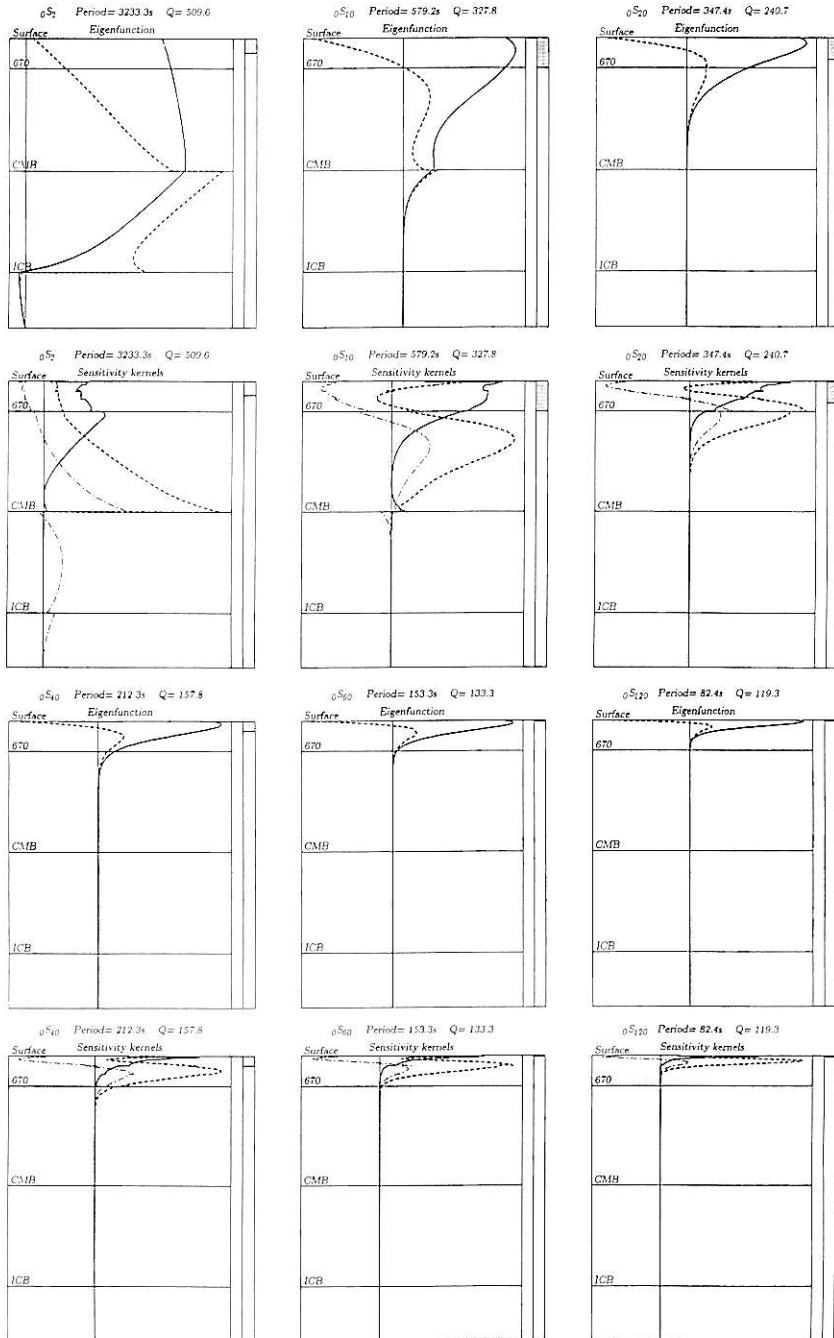 0S2 Period= 3233.3s Q= 509.6
Eigenfunction
Surface
670
CMB
ICB
0S10 Period= 579.2s Q= 327.8
Eigenfunction
Surface
670
CMB
ICB
0S20 Period= 347.4s Q= 240.7
Eigenfunction
Surface
670
CMB
ICB
0S2 Period= 3233.3s Q= 509.6
Sensitivity kernels
Surface
670
CMB
ICB
0S10 Period= 579.2s Q= 327.8
Sensitivity kernels
Surface
670
CMB
ICB
0S20 Period= 347.4s Q= 240.7
Sensitivity kernels
Surface
670
CMB
ICB
0S40 Period= 212.3s Q= 157.8
Eigenfunction
Surface
670
CMB
ICB
0S60 Period= 153.3s Q= 133.3
Eigenfunction
Surface
670
CMB
ICB
0S120 Period= 82.4s Q= 119.3
Eigenfunction
Surface
670
CMB
ICB
0S40 Period= 212.3s Q= 157.8
Sensitivity kernels
Surface
670
CMB
ICB
0S60 Period= 153.3s Q= 133.3
Sensitivity kernels
Surface
670
CMB
ICB
0S120 Period= 82.4s Q= 119.3
Sensitivity kernels
Surface
670
CMB
ICB